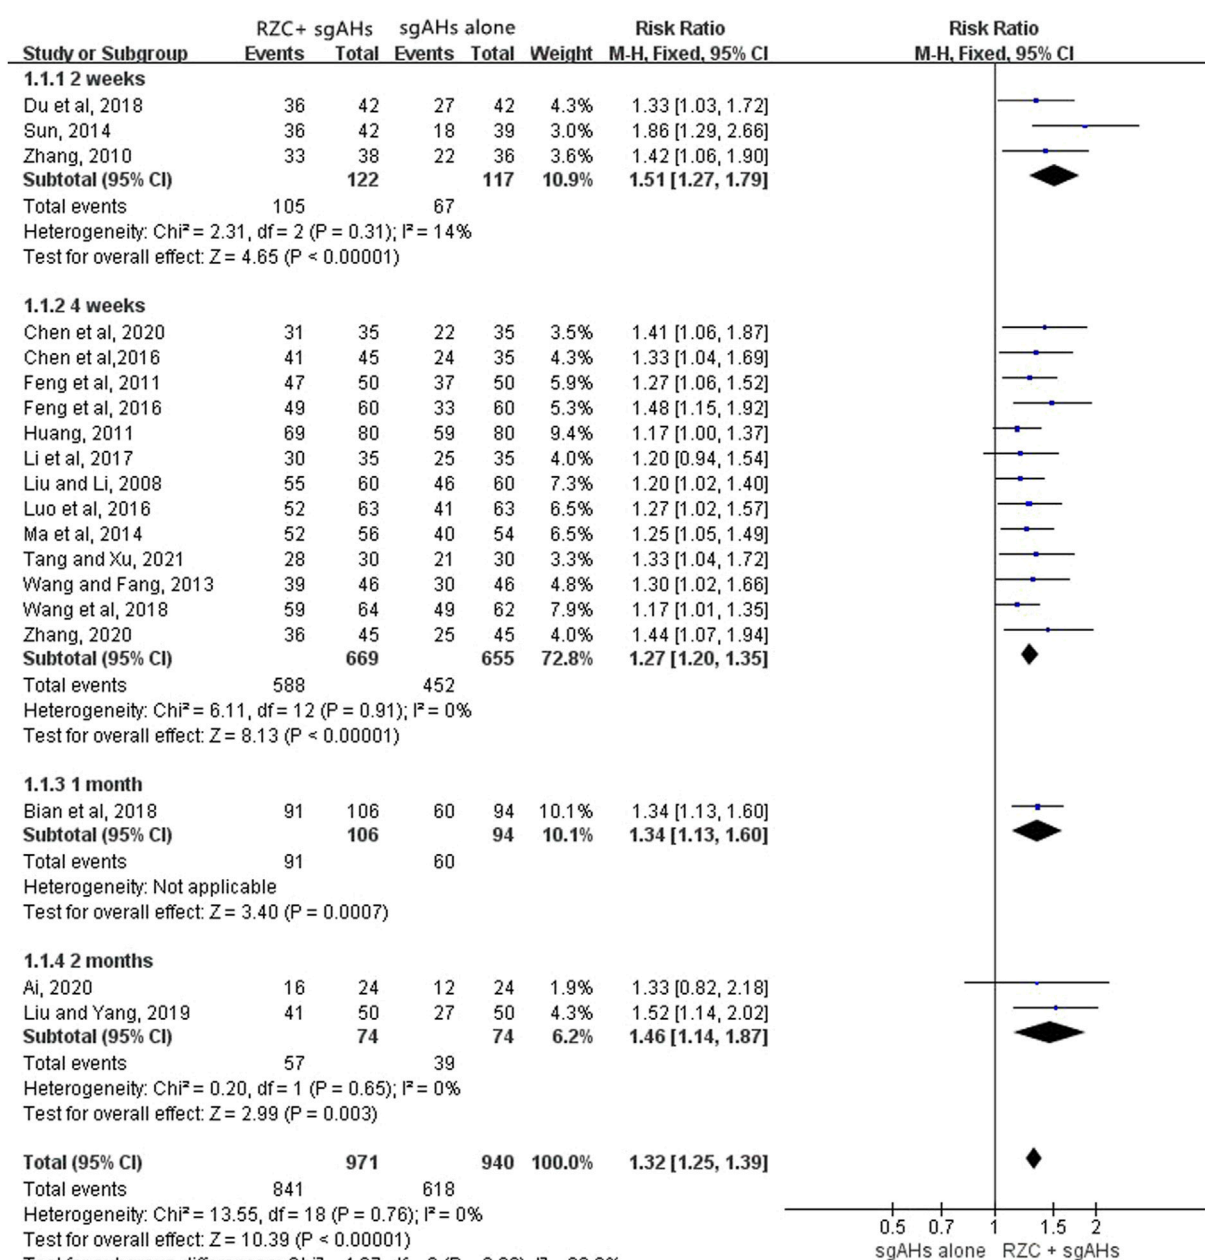 RZC+ sgAHs sgAHs alone Risk Ratio Risk Ratio
Study or Subgroup Events Total Events Total Weight M-H, Fixed, 95% CI M-H, Fixed, 95% CI
1.1.1 2 weeks
Du et al, 2018 36 42 27 42 4.3% 1.33 [1.03, 1.72]
Sun, 2014 36 42 18 39 3.0% 1.86 [1.29, 2.66]
Zhang, 2010 33 38 22 36 3.6% 1.42 [1.06, 1.90]
Subtotal (95% CI) 122 117 10.9% 1.51 [1.27, 1.79]
Total events 105 67
Heterogeneity: Chi² = 2.31, df = 2 (P = 0.31); I² = 14%
Test for overall effect: Z = 4.65 (P < 0.00001)
1.1.2 4 weeks
Chen et al, 2020 31 35 22 35 3.5% 1.41 [1.06, 1.87]
Chen et al,2016 41 45 24 35 4.3% 1.33 [1.04, 1.69]
Feng et al, 2011 47 50 37 50 5.9% 1.27 [1.06, 1.52]
Feng et al, 2016 49 60 33 60 5.3% 1.48 [1.15, 1.92]
Huang, 2011 69 80 59 80 9.4% 1.17 [1.00, 1.37]
Li et al, 2017 30 35 25 35 4.0% 1.20 [0.94, 1.54]
Liu and Li, 2008 55 60 46 60 7.3% 1.20 [1.02, 1.40]
Luo et al, 2016 52 63 41 63 6.5% 1.27 [1.02, 1.57]
Ma et al, 2014 52 56 40 54 6.5% 1.25 [1.05, 1.49]
Tang and Xu, 2021 28 30 21 30 3.3% 1.33 [1.04, 1.72]
Wang and Fang, 2013 39 46 30 46 4.8% 1.30 [1.02, 1.66]
Wang et al, 2018 59 64 49 62 7.9% 1.17 [1.01, 1.35]
Zhang, 2020 36 45 25 45 4.0% 1.44 [1.07, 1.94]
Subtotal (95% CI) 669 655 72.8% 1.27 [1.20, 1.35]
Total events 588 452
Heterogeneity: Chi² = 6.11, df = 12 (P = 0.91); I² = 0%
Test for overall effect: Z = 8.13 (P < 0.00001)
1.1.3 1 month
Bian et al, 2018 91 106 60 94 10.1% 1.34 [1.13, 1.60]
Subtotal (95% CI) 106 94 10.1% 1.34 [1.13, 1.60]
Total events 91 60
Heterogeneity: Not applicable
Test for overall effect: Z = 3.40 (P = 0.0007)
1.1.4 2 months
Ai, 2020 16 24 12 24 1.9% 1.33 [0.82, 2.18]
Liu and Yang, 2019 41 50 27 50 4.3% 1.52 [1.14, 2.02]
Subtotal (95% CI) 74 74 6.2% 1.46 [1.14, 1.87]
Total events 57 39
Heterogeneity: Chi² = 0.20, df = 1 (P = 0.65); I² = 0%
Test for overall effect: Z = 2.99 (P = 0.003)
Total (95% CI) 971 940 100.0% 1.32 [1.25, 1.39]
Total events 841 618
Heterogeneity: Chi² = 13.55, df = 18 (P = 0.76); I² = 0%
Test for overall effect: Z = 10.39 (P < 0.00001)
0.5 0.7 1 1.5 2
sgAHs alone RZC + sgAHs